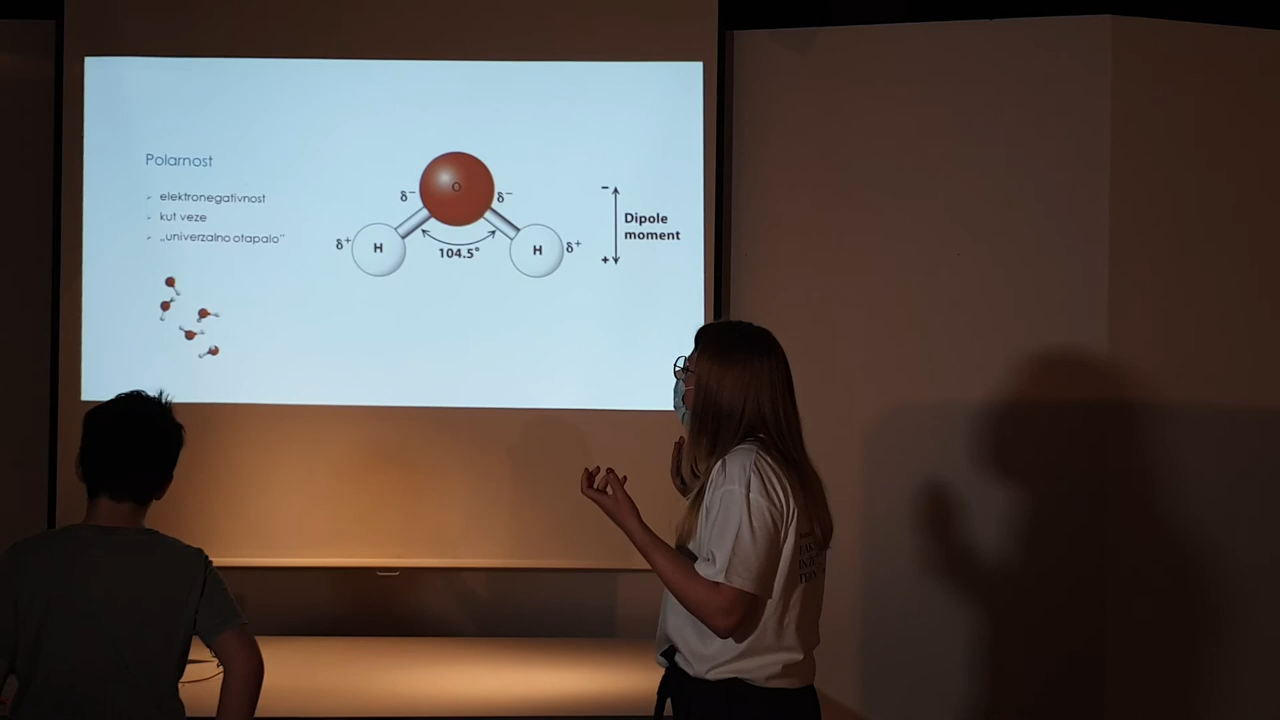 Polarnost
elektronegativnost
kut veze
„univerzalno otapalo”
O
δ⁻ δ⁻
δ⁺ H H δ⁺
104.5°
−
Dipole
moment
+